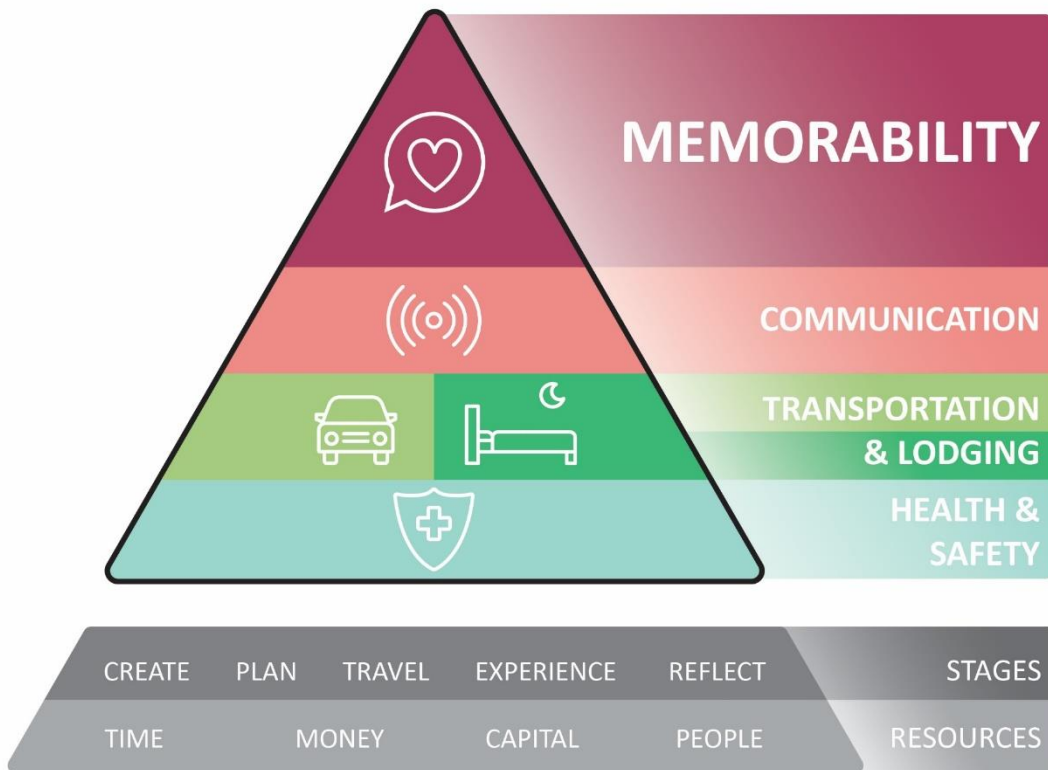 MEMORABILITY
COMMUNICATION
TRANSPORTATION
& LODGING
HEALTH &
SAFETY
CREATE PLAN TRAVEL EXPERIENCE REFLECT STAGES
TIME MONEY CAPITAL PEOPLE RESOURCES